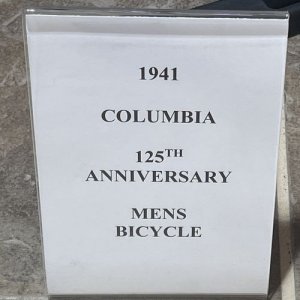 1941
COLUMBIA
125TH
ANNIVERSARY
MENS
BICYCLE